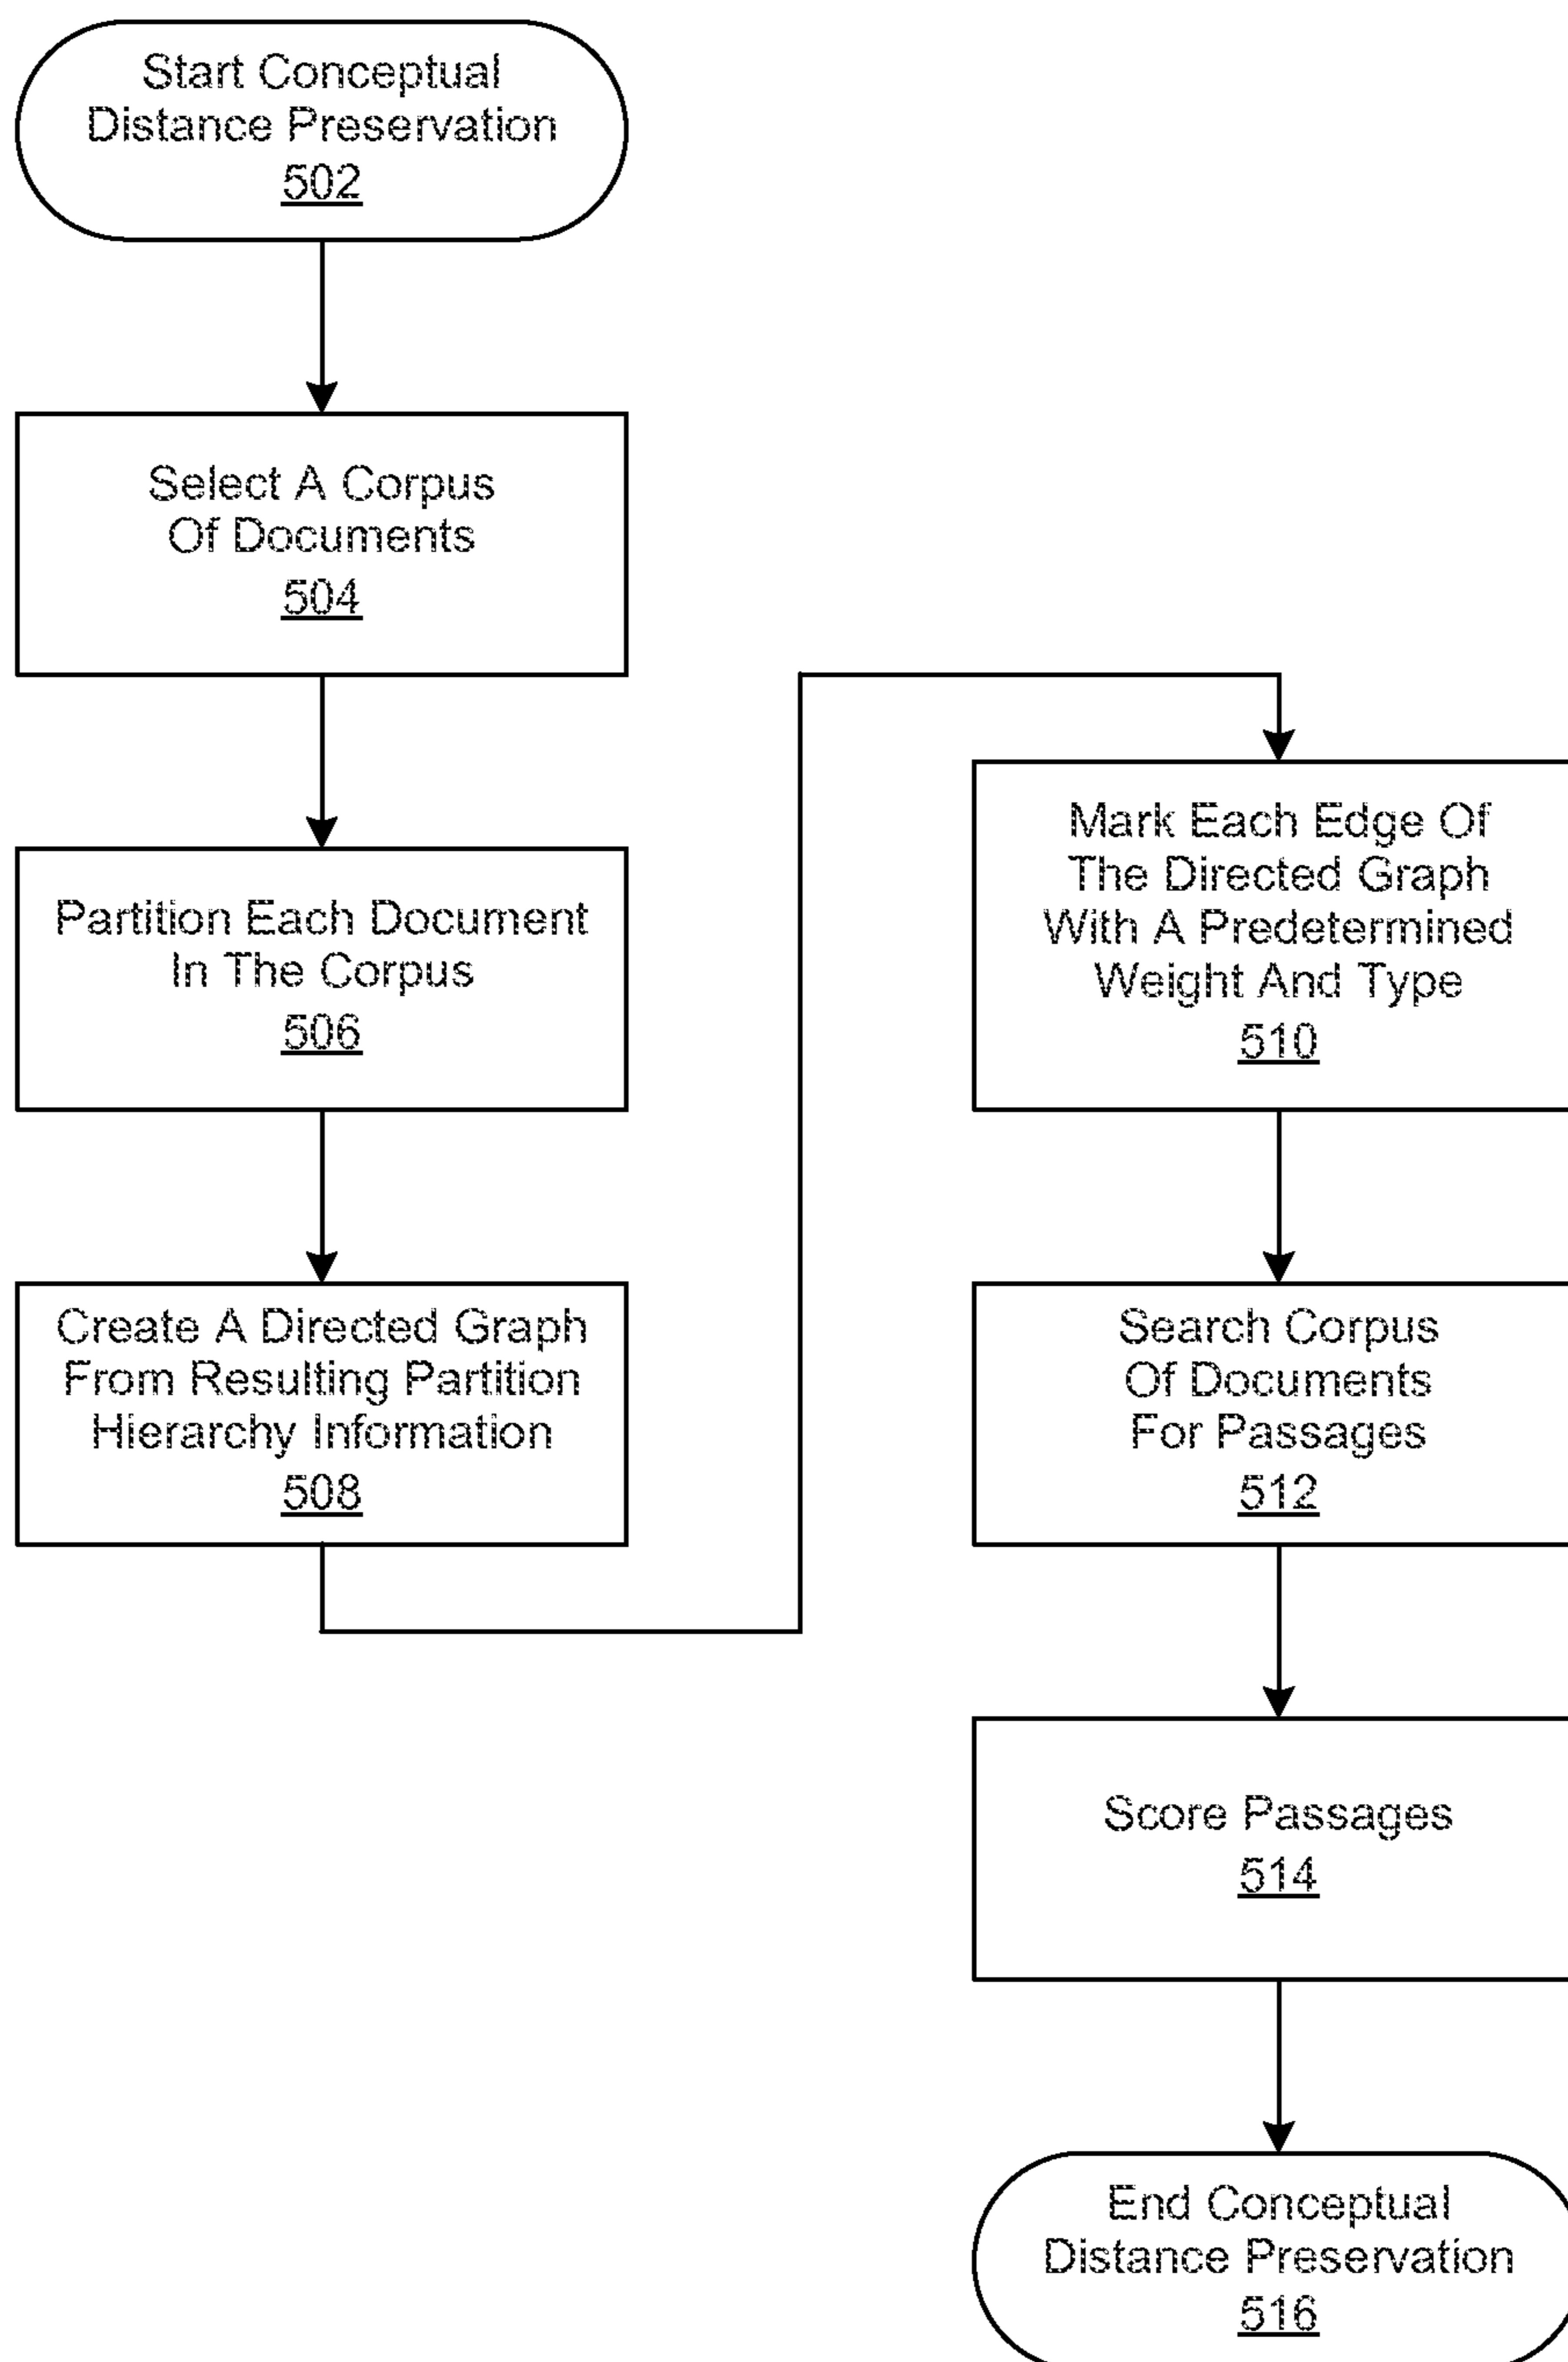 Start Conceptual
Distance Preservation
502
Select A Corpus
Of Documents
504
Partition Each Document
In The Corpus
506
Create A Directed Graph
From Resulting Partition
Hierarchy Information
508
Mark Each Edge Of
The Directed Graph
With A Predetermined
Weight And Type
510
Search Corpus
Of Documents
For Passages
512
Score Passages
514
End Conceptual
Distance Preservation
516